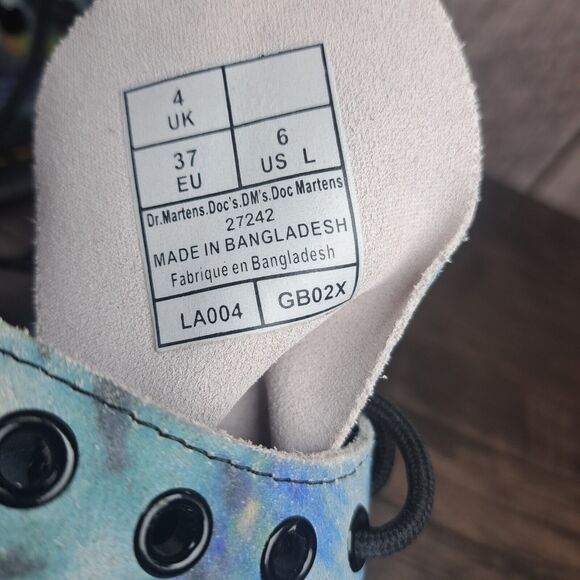 4
UK
37
EU
6
US L
Dr.Martens.Doc's.DM's.Doc Martens
27242
MADE IN BANGLADESH
Fabrique en Bangladesh
LA004
GB02X